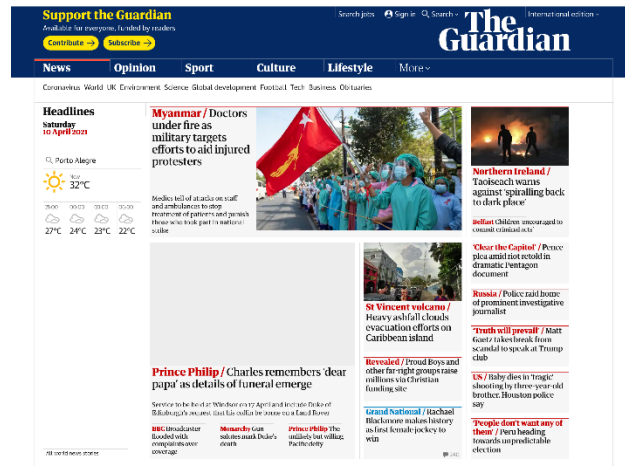 Support the Guardian
Available for everyone, funded by readers
Contribute →
Subscribe →
Search jobs
Sign in
Search
International edition
The
Guardian
News
Opinion
Sport
Culture
Lifestyle
More
Coronavirus World UK Environment Science Global development Football Tech Business Obituaries
Headlines
Saturday
10 April 2021
Porto Alegre
Now
32°C
21:00 00:00 03:00 06:00
27°C 24°C 23°C 22°C
All world news stories
Myanmar / Doctors
under fire as
military targets
efforts to aid injured
protesters
Medics tell of attacks on staff
and ambulances to stop
treatment of patients and punish
those who took part in national
strike
Northern Ireland /
Taoiseach warns
against 'spiralling back
to dark place'
Belfast Children 'encouraged to
commit criminal acts'
Prince Philip / Charles remembers 'dear
papa' as details of funeral emerge
Service to be held at Windsor on 17 April and include Duke of
Edinburgh's request that his coffin be borne on a Land Rover
BBC Broadcaster
flooded with
complaints over
coverage
Monarchy Gun
salutes mark Duke's
death
Prince Philip The
unlikely but willing
Pacific deity
St Vincent volcano /
Heavy ashfall clouds
evacuation efforts on
Caribbean island
Revealed / Proud Boys and
other far-right groups raise
millions via Christian
funding site
Grand National / Rachael
Blackmore makes history
as first female jockey to
win
'Clear the Capitol' / Pence
plea amid riot retold in
dramatic Pentagon
document
Russia / Police raid home
of prominent investigative
journalist
'Truth will prevail' / Matt
Gaetz takes break from
scandal to speak at Trump
club
US / Baby dies in 'tragic'
shooting by three-year-old
brother, Houston police
say
'People don't want any of
them' / Peru heading
towards unpredictable
election